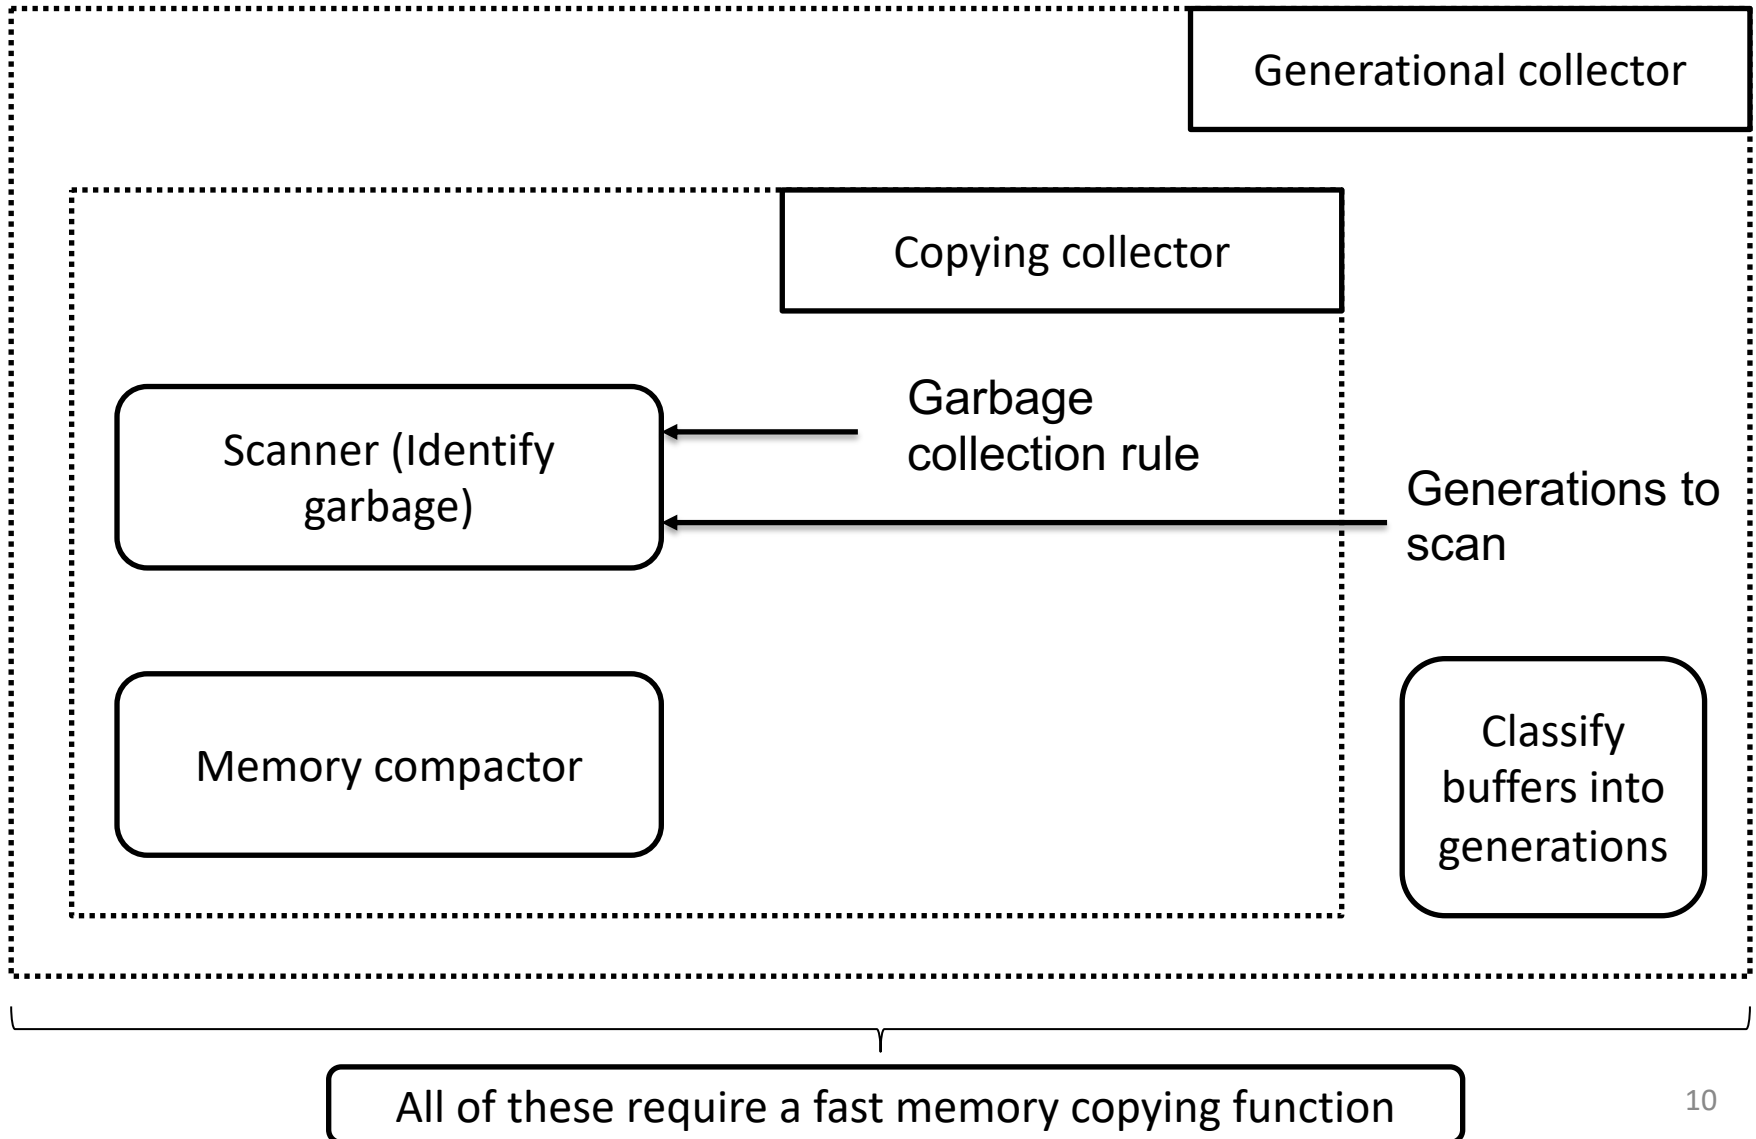 Generational collector
Copying collector
Garbage
collection rule
Scanner (Identify
garbage)
Generations to
scan
Memory compactor
Classify
buffers into
generations
All of these require a fast memory copying function
10